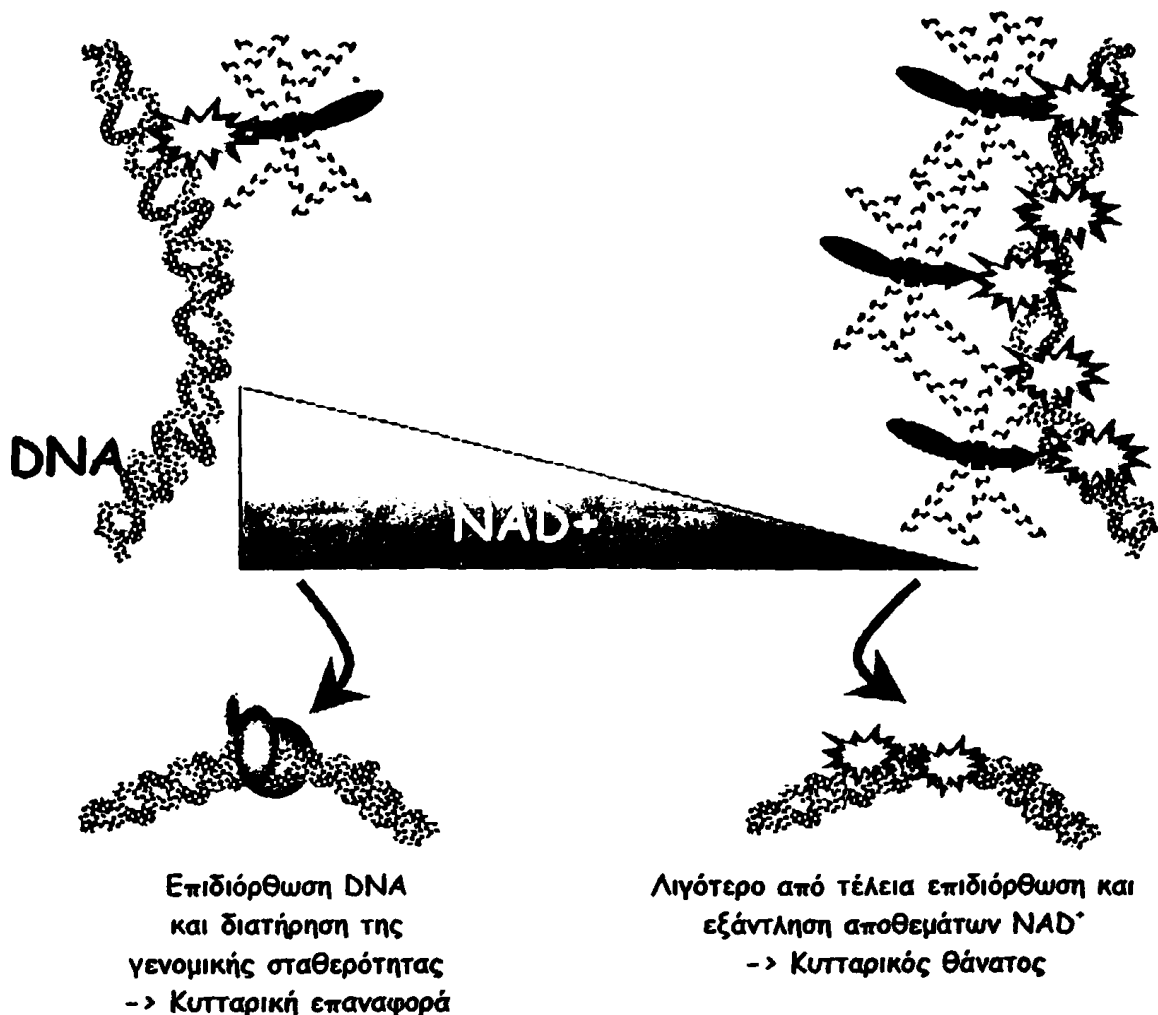 DNA
NAD+
Επιδιόρθωση DNA
και διατήρηση της
γενομικής σταθερότητας
-> Κυτταρική επαναφορά
Λιγότερο από τέλεια επιδιόρθωση και
εξάντληση αποθεμάτων NAD⁺
-> Κυτταρικός θάνατος